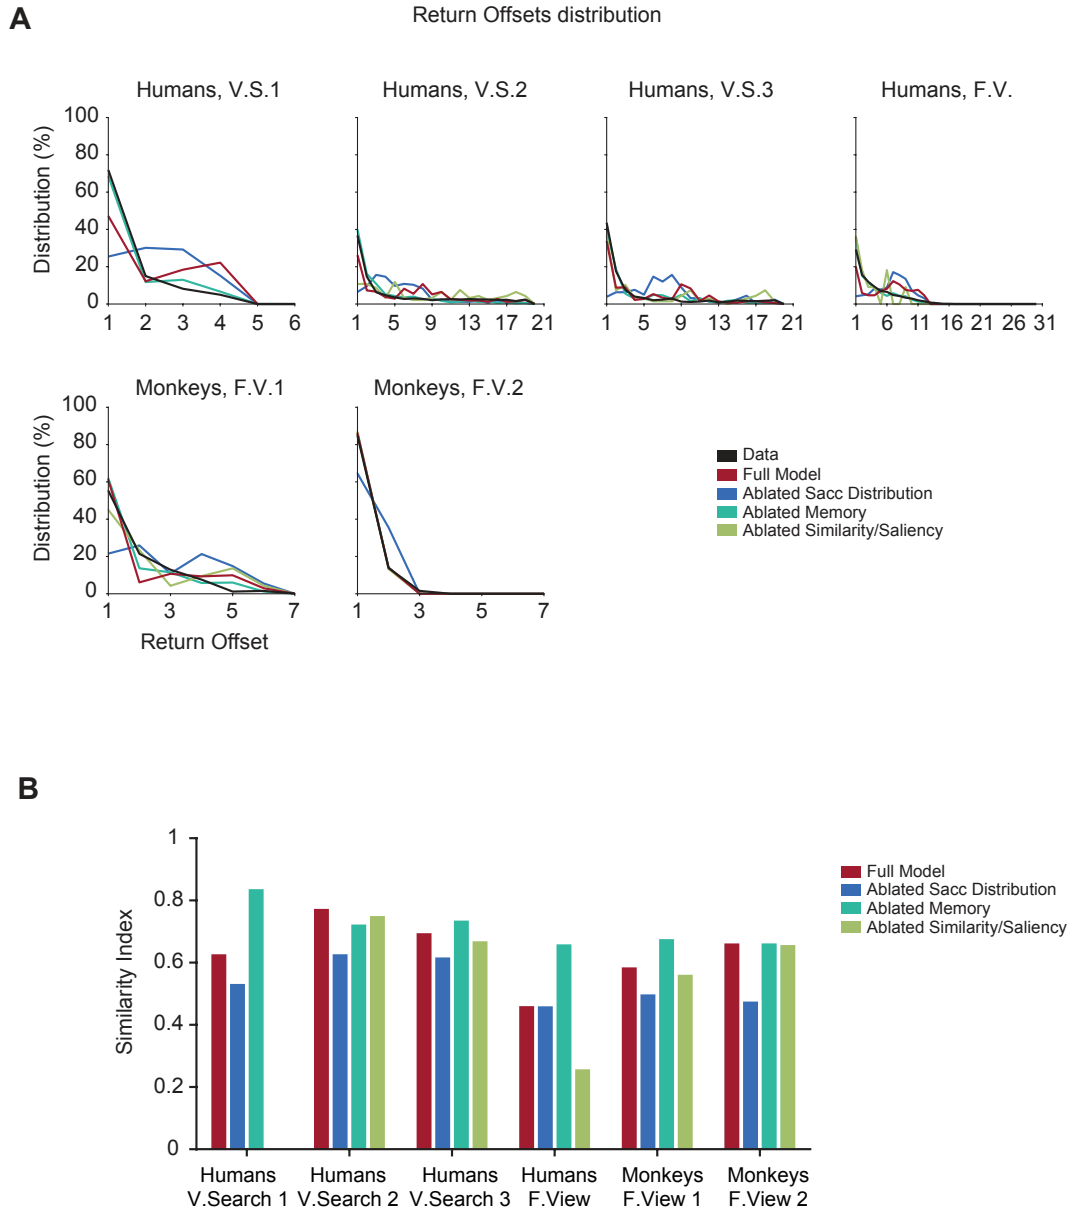 A
Return Offsets distribution
Humans, V.S.1
Humans, V.S.2
Humans, V.S.3
Humans, F.V.
Distribution (%)
100
80
60
40
20
0
1 2 3 4 5 6
1 5 9 13 17 21
1 5 9 13 17 21
1 6 11 16 21 26 31
Monkeys, F.V.1
Monkeys, F.V.2
Distribution (%)
100
80
60
40
20
0
1 3 5 7
1 3 5 7
Return Offset
Data
Full Model
Ablated Sacc Distribution
Ablated Memory
Ablated Similarity/Saliency
B
Similarity Index
1
0.8
0.6
0.4
0.2
0
Humans
V.Search 1
Humans
V.Search 2
Humans
V.Search 3
Humans
F.View
Monkeys
F.View 1
Monkeys
F.View 2
Full Model
Ablated Sacc Distribution
Ablated Memory
Ablated Similarity/Saliency